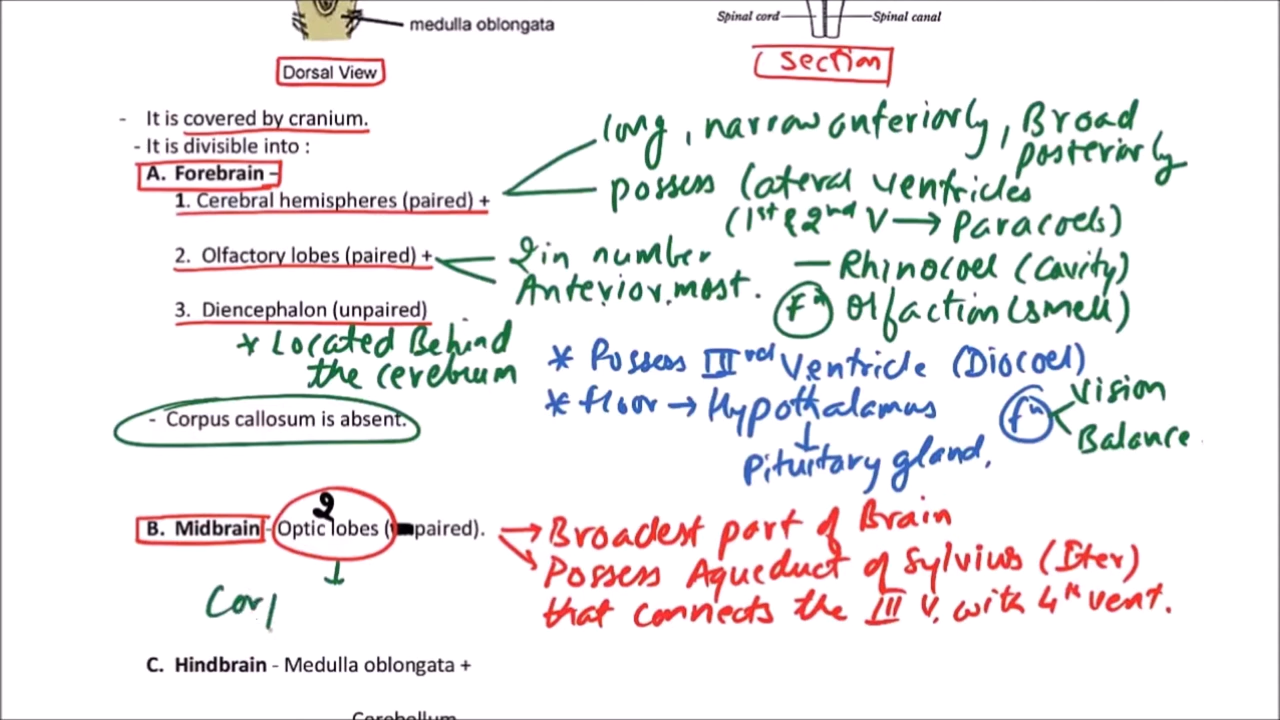 medulla oblongata
Spinal cord
Spinal canal
Dorsal View
Section
- It is covered by cranium.
- It is divisible into :
A. Forebrain -
1. Cerebral hemispheres (paired) +
long, narrow anferiorly, Broad posteriorly
possess lateral ventricles
(1st & 2nd V → Paracoels)
2. Olfactory lobes (paired) +
2 in number
Anterior most.
— Rhinocoel (Cavity)
fn Olfaction (smell)
3. Diencephalon (unpaired)
* Located Behind
the cerebrum
* Possess IIIrd Ventricle (Diocoel)
* floor → Hypothalamus
↓
Pituitary gland,
fn
Vision
Balance
- Corpus callosum is absent.
B. Midbrain - Optic lobes (paired).
2
↓
Corp
→ Broadest part of Brain
Possess Aqueduct of Sylvius (Iter)
that connects the III V. with 4th vent.
C. Hindbrain - Medulla oblongata +
Cerebellum